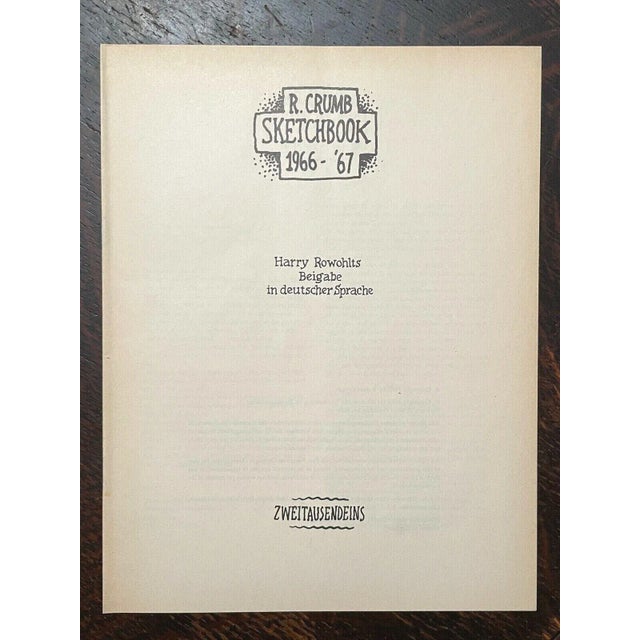 R. CRUMB
SKETCHBOOK
1966 - '67
Harry Rowohlts
Beigabe
in deutscher Sprache
ZWEITAUSENDEINS